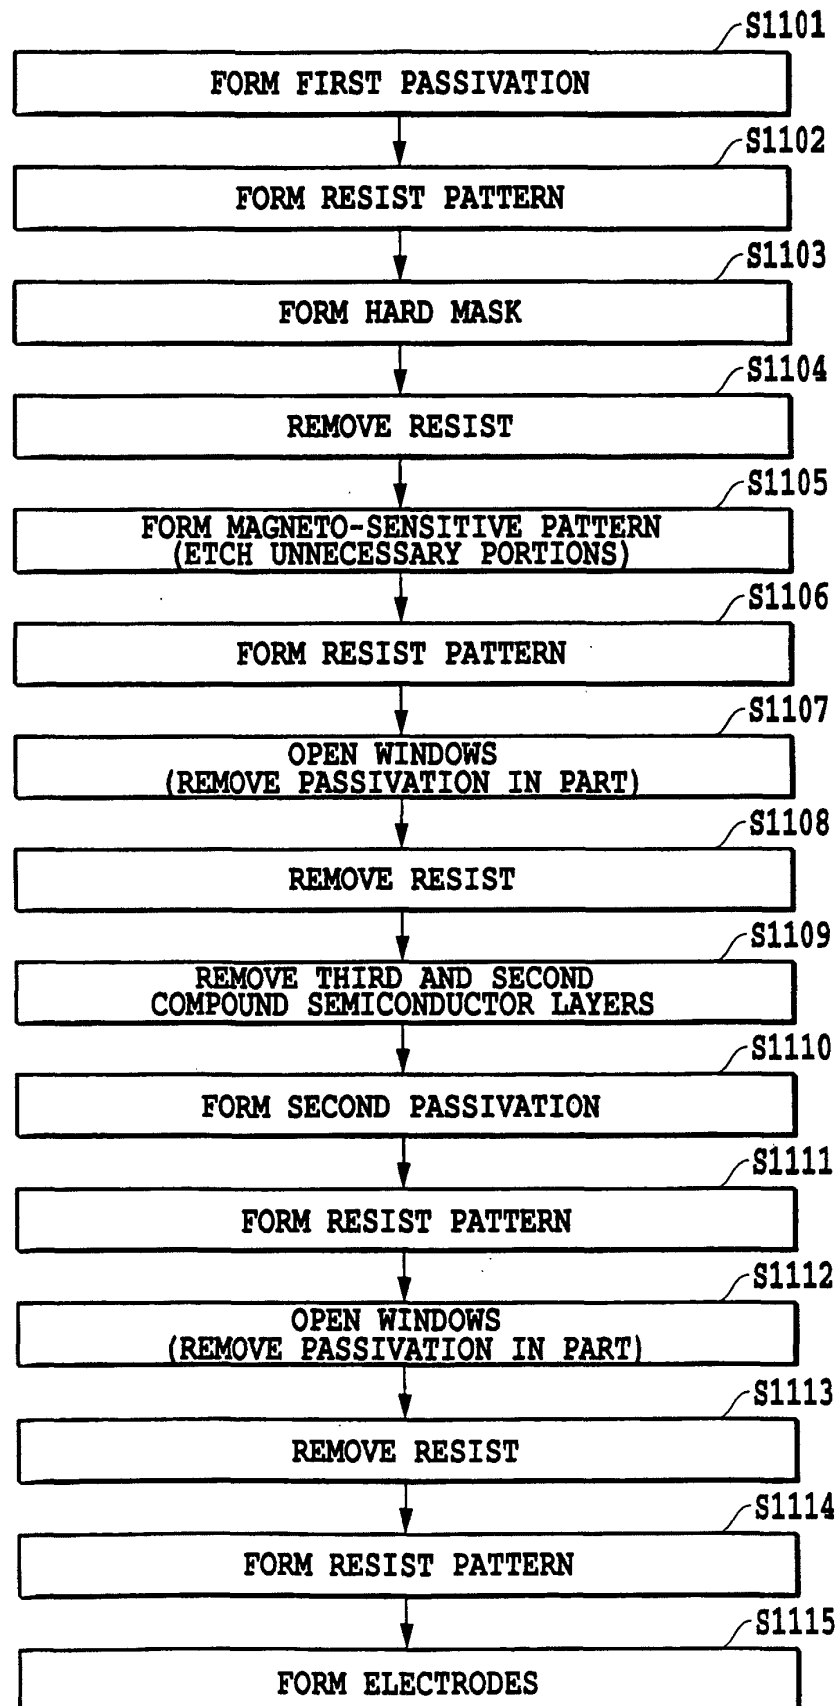 S1101
FORM FIRST PASSIVATION
S1102
FORM RESIST PATTERN
S1103
FORM HARD MASK
S1104
REMOVE RESIST
S1105
FORM MAGNETO-SENSITIVE PATTERN
(ETCH UNNECESSARY PORTIONS)
S1106
FORM RESIST PATTERN
S1107
OPEN WINDOWS
(REMOVE PASSIVATION IN PART)
S1108
REMOVE RESIST
S1109
REMOVE THIRD AND SECOND
COMPOUND SEMICONDUCTOR LAYERS
S1110
FORM SECOND PASSIVATION
S1111
FORM RESIST PATTERN
S1112
OPEN WINDOWS
(REMOVE PASSIVATION IN PART)
S1113
REMOVE RESIST
S1114
FORM RESIST PATTERN
S1115
FORM ELECTRODES